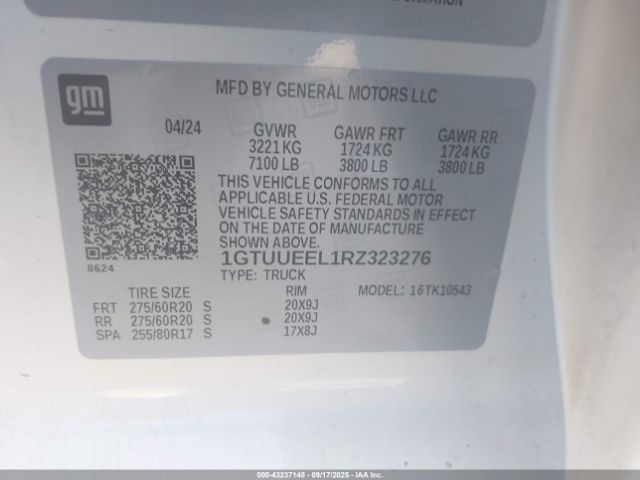 gm
MFD BY GENERAL MOTORS LLC
04/24 GVWR GAWR FRT GAWR RR
3221 KG 1724 KG 1724 KG
7100 LB 3800 LB 3800 LB
THIS VEHICLE CONFORMS TO ALL
APPLICABLE U.S. FEDERAL MOTOR
VEHICLE SAFETY STANDARDS IN EFFECT
ON THE DATE OF MANUFACTURE
SHOWN ABOVE.
8624
1GTUUEEL1RZ323276
TYPE: TRUCK
TIRE SIZE RIM MODEL: 16TK10543
FRT 275/60R20 S 20X9J
RR 275/60R20 S 20X9J
SPA 255/80R17 S 17X8J
000-43237148 - 09/17/2025 - IAAI.COM